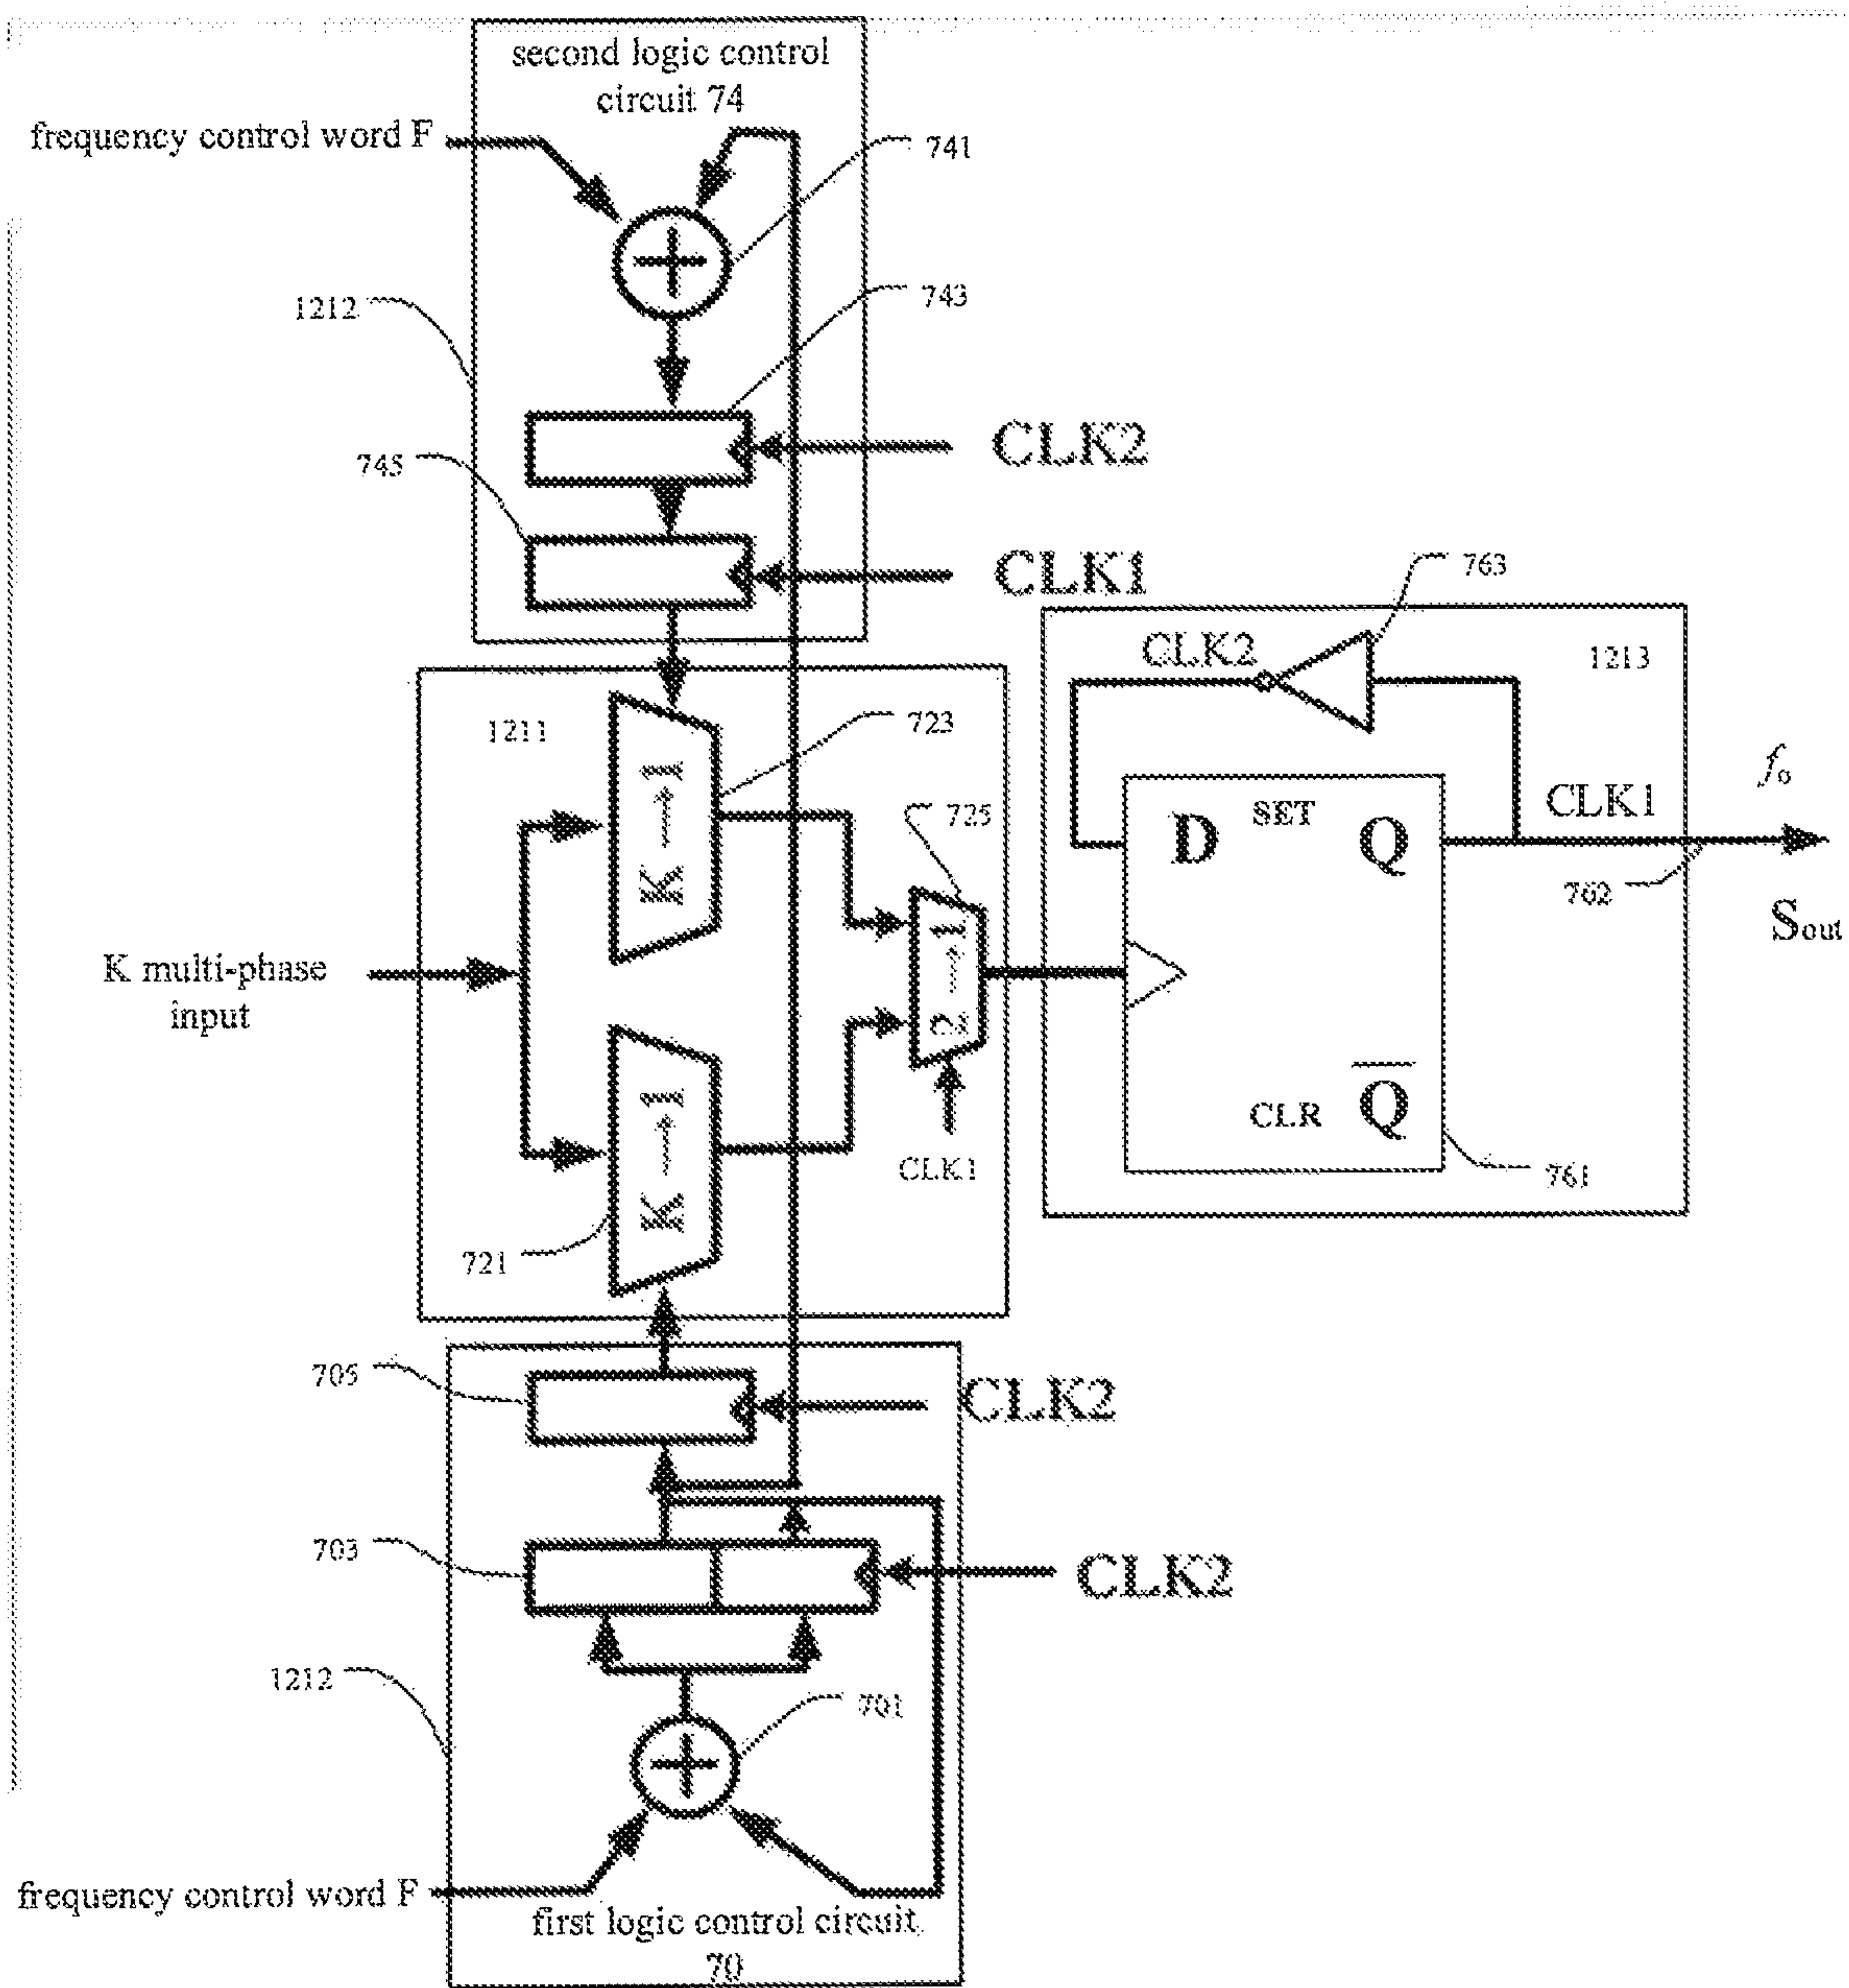 second logic control
circuit 74
frequency control word F
741
743
1212
CLK2
745
CLK1
763
CLK2
1213
1211
723
K→1
725
D
SET
Q
CLK1
fo
762
Sout
2→1
K multi-phase
input
K→1
CLK1
CLR
Q
761
721
705
CLK2
703
CLK2
1212
701
frequency control word F
first logic control circuit
70